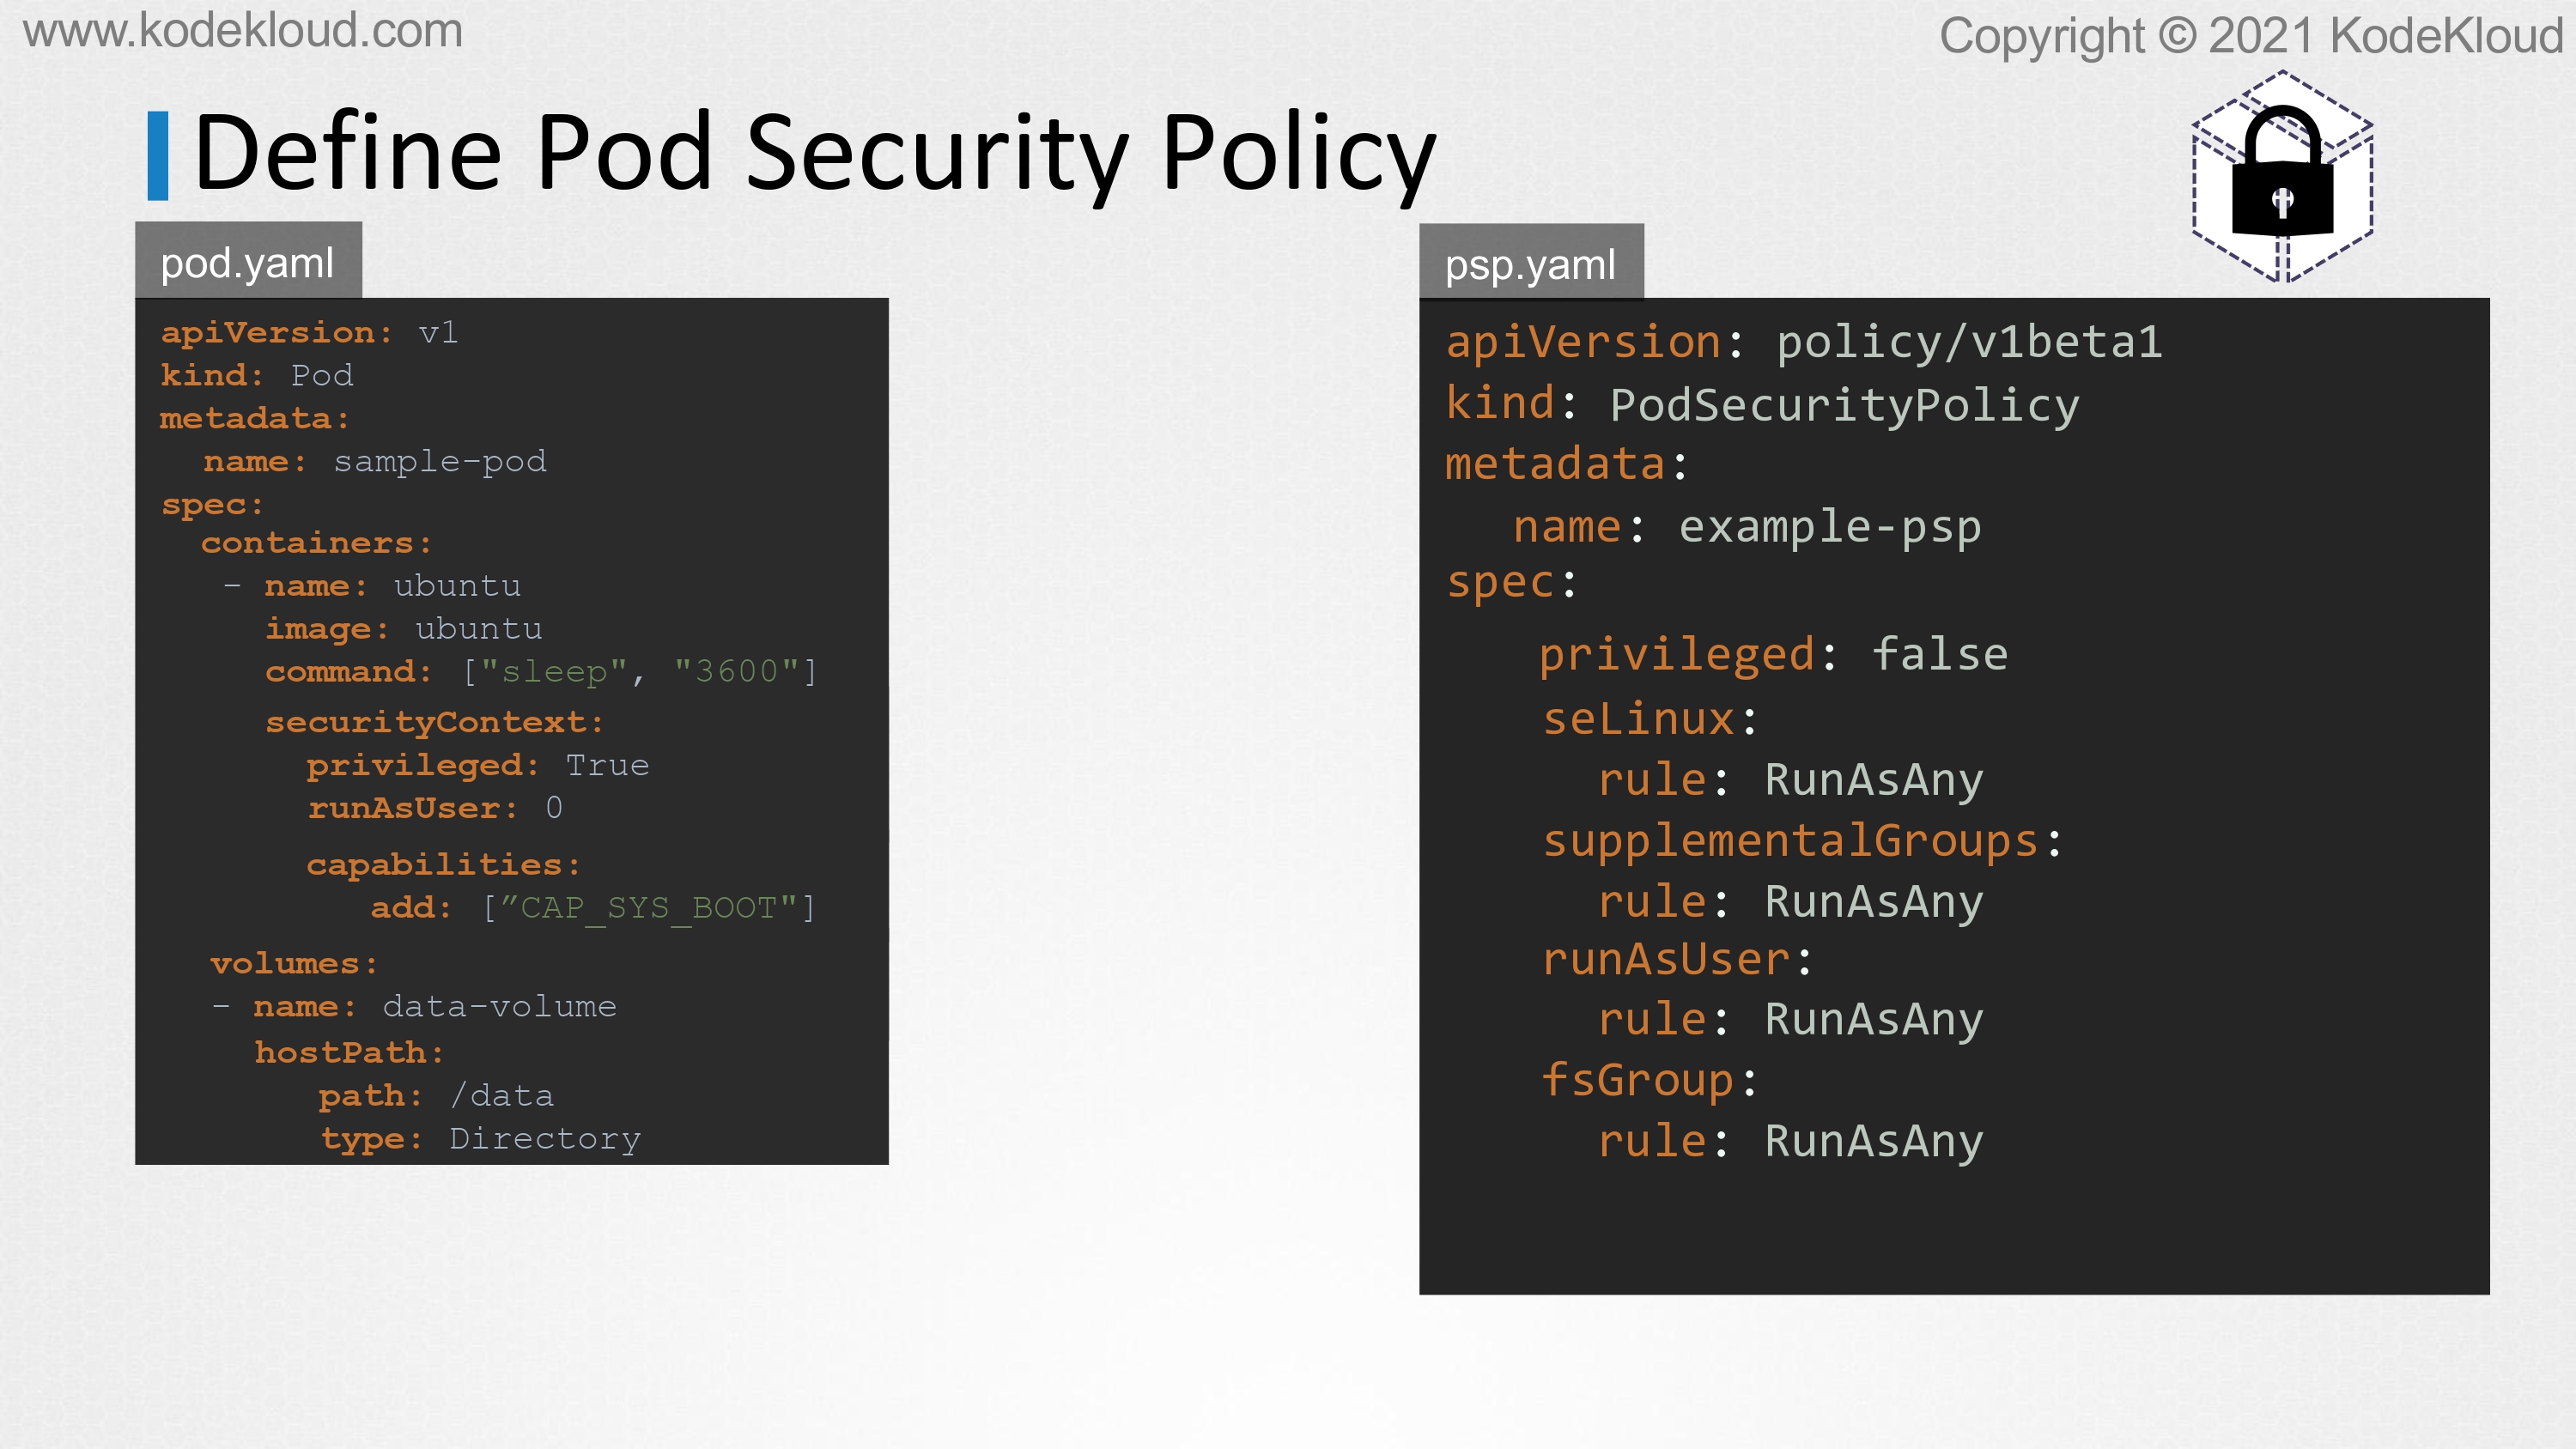 www.kodekloud.com
Copyright © 2021 KodeKloud
Define Pod Security Policy
pod.yaml
apiVersion: v1
kind: Pod
metadata:
  name: sample-pod
spec:
  containers:
   - name: ubuntu
     image: ubuntu
     command: ["sleep", "3600"]
     securityContext:
       privileged: True
       runAsUser: 0
       capabilities:
          add: [”CAP_SYS_BOOT"]
  volumes:
  - name: data-volume
    hostPath:
       path: /data
       type: Directory
psp.yaml
apiVersion: policy/v1beta1
kind: PodSecurityPolicy
metadata:
  name: example-psp
spec:
   privileged: false
   seLinux:
     rule: RunAsAny
   supplementalGroups:
     rule: RunAsAny
   runAsUser:
     rule: RunAsAny
   fsGroup:
     rule: RunAsAny